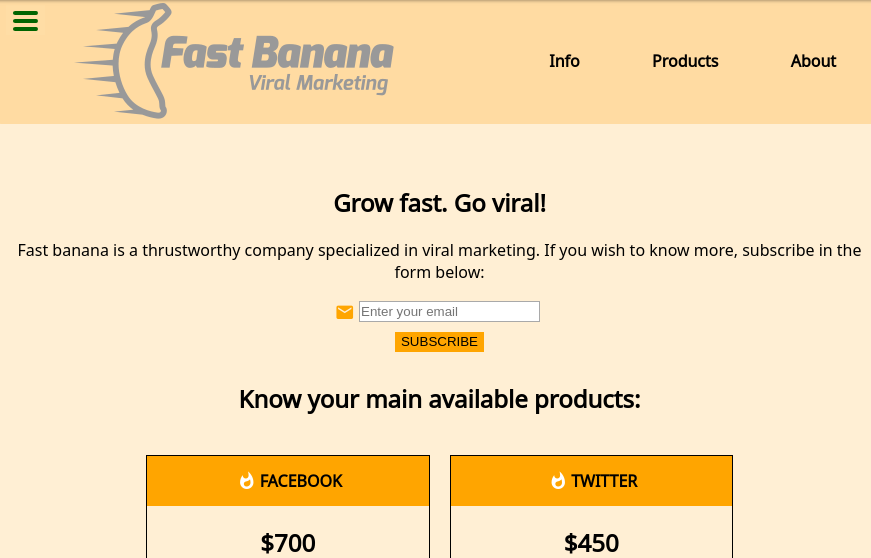 Fast Banana
Viral Marketing
Info
Products
About
Grow fast. Go viral!
Fast banana is a thrustworthy company specialized in viral marketing. If you wish to know more, subscribe in the
form below:
Enter your email
SUBSCRIBE
Know your main available products:
FACEBOOK
TWITTER
$700
$450